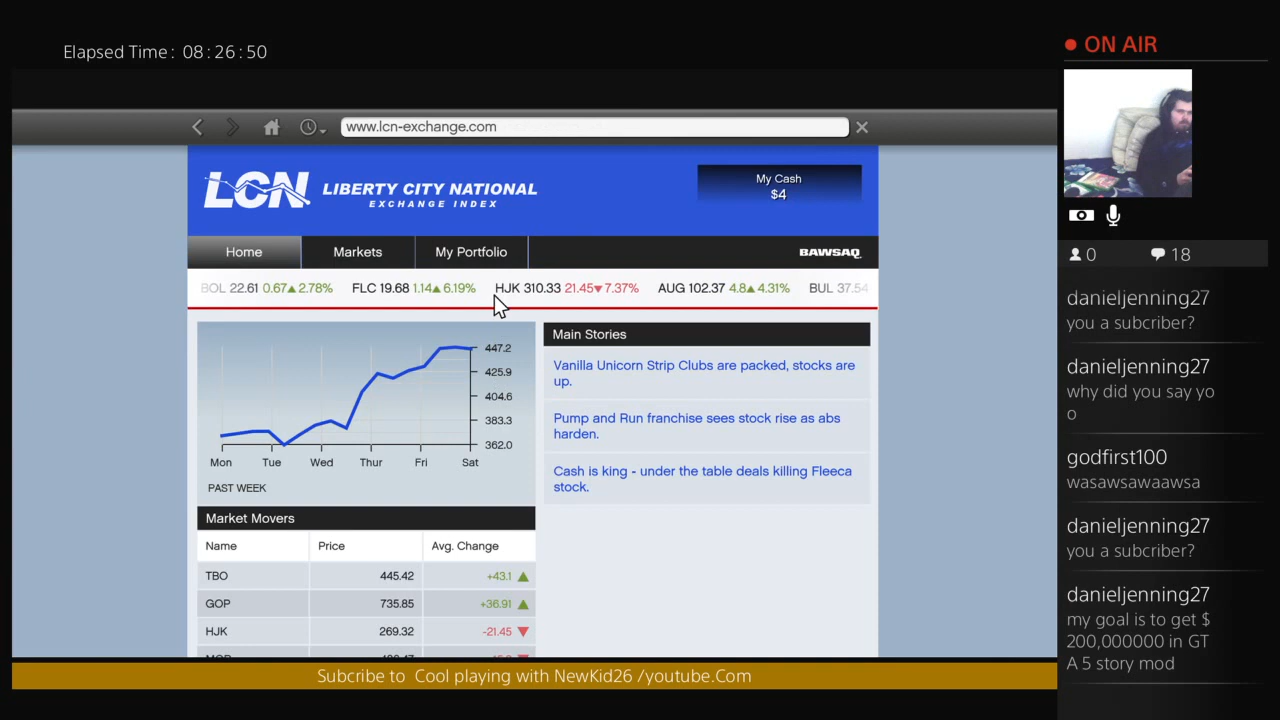 Elapsed Time: 08:26:50
ON AIR
www.lcn-exchange.com
LCN LIBERTY CITY NATIONAL
EXCHANGE INDEX
My Cash
$4
Home Markets My Portfolio BAWSAQ
BOL 22.61 0.67▲2.78% FLC 19.68 1.14▲6.19% HJK 310.33 21.45▼7.37% AUG 102.37 4.8▲4.31% BUL 37.54
447.2
425.9
404.6
383.3
362.0
Mon Tue Wed Thur Fri Sat
PAST WEEK
Market Movers
Name Price Avg. Change
TBO 445.42 +43.1 ▲
GOP 735.85 +36.91 ▲
HJK 269.32 -21.45 ▼
Main Stories
Vanilla Unicorn Strip Clubs are packed, stocks are
up.
Pump and Run franchise sees stock rise as abs
harden.
Cash is king - under the table deals killing Fleeca
stock.
0 18
danieljenning27
you a subcriber?
danieljenning27
why did you say yo
o
godfirst100
wasawsawaawsa
danieljenning27
you a subcriber?
danieljenning27
my goal is to get $
200,000000 in GT
A 5 story mod
Subcribe to Cool playing with NewKid26 /youtube.Com